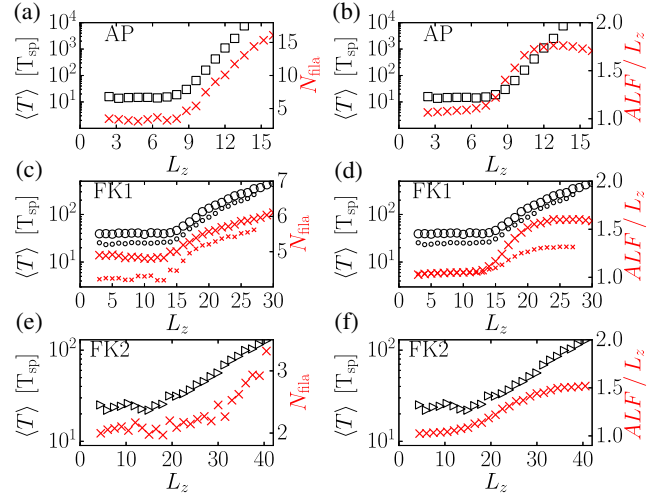 (a) AP
⟨T⟩ [T_sp]
10^4
10^3
10^2
10^1
15
10
5
N_fila
3 6 9 12 15
L_z
(b) AP
⟨T⟩ [T_sp]
10^4
10^3
10^2
10^1
2.0
1.5
1.0
ALF / L_z
3 6 9 12 15
L_z
(c) FK1
⟨T⟩ [T_sp]
10^2
10^1
7
6
5
N_fila
0 5 10 15 20 25 30
L_z
(d) FK1
⟨T⟩ [T_sp]
10^2
10^1
2.0
1.5
1.0
ALF / L_z
0 5 10 15 20 25 30
L_z
(e) FK2
⟨T⟩ [T_sp]
10^2
10^1
3
2
N_fila
0 10 20 30 40
L_z
(f) FK2
⟨T⟩ [T_sp]
10^2
10^1
2.0
1.5
1.0
ALF / L_z
0 10 20 30 40
L_z